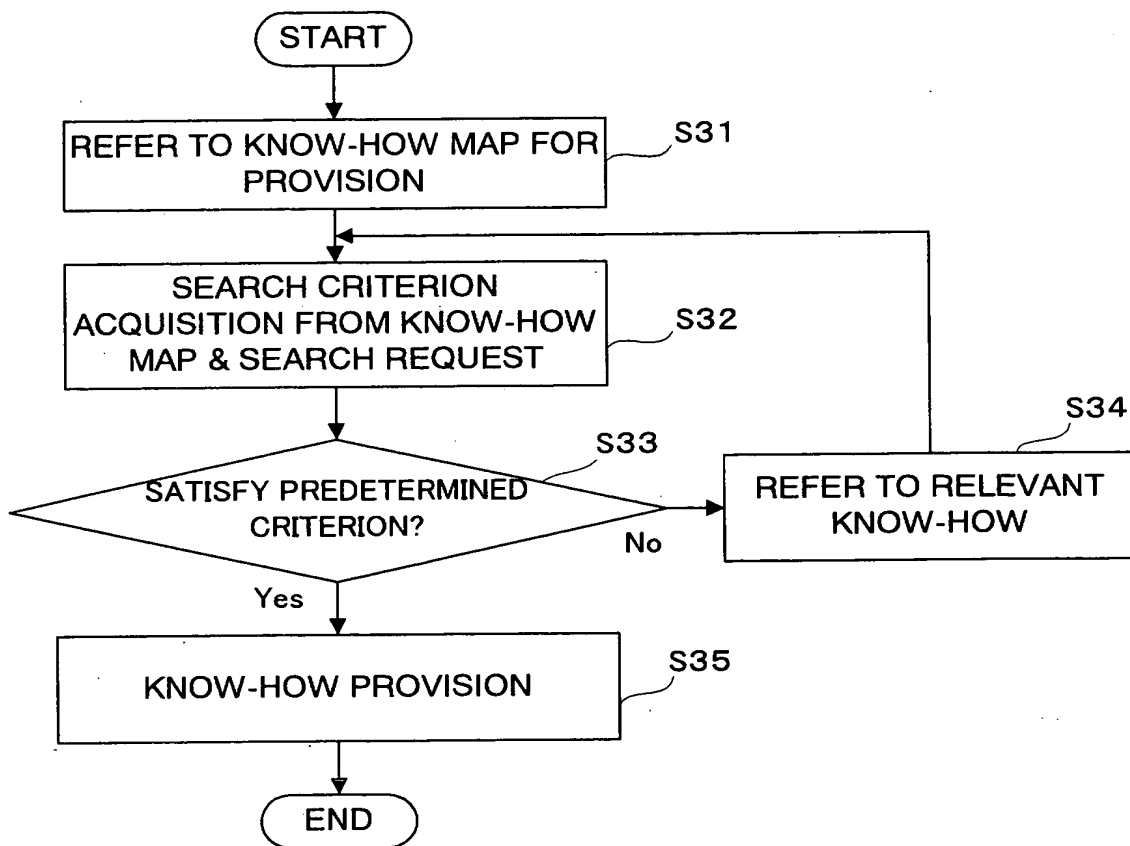 START
REFER TO KNOW-HOW MAP FOR
PROVISION
S31
SEARCH CRITERION
ACQUISITION FROM KNOW-HOW
MAP & SEARCH REQUEST
S32
S33
SATISFY PREDETERMINED
CRITERION?
No
S34
REFER TO RELEVANT
KNOW-HOW
Yes
KNOW-HOW PROVISION
S35
END